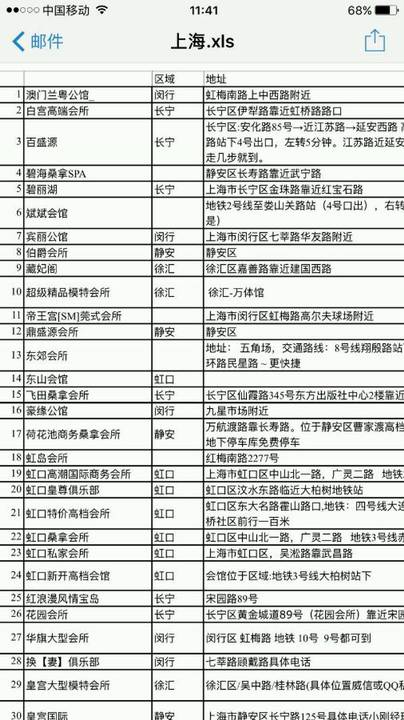 中国移动 11:41 68%
邮件 上海.xls
区域 地址
1 澳门兰粤公馆_ 闵行 虹梅南路上中西路附近
2 白宫高端会所 长宁 长宁区伊犁路靠近虹桥路路口
3 百盛源 长宁 长宁区:安化路85号→近江苏路→延安西路
路站下4号出口，左转5分钟。江苏路近延安
走几步就到。
4 碧海桑拿SPA 静安区长寿路靠近武宁路
5 碧丽湖 长宁 上海市长宁区金珠路靠近红宝石路
6 斌斌会馆 地铁2号线至娄山关路站（4号口出），右转
是）
7 宾丽公馆 闵行 上海市闵行区七莘路华友路附近
8 伯爵会所 静安 静安区
9 藏妃阁 徐汇 徐汇区嘉善路靠近建国西路
10 超级精品模特会所 徐汇 徐汇-万体馆
11 帝王宫[SM]莞式会所 上海市闵行区虹梅路高尔夫球场附近
12 鼎盛源会所 静安 静安区
13 东郊会所 地址： 五角场，交通路线：8号线翔殷路站
环路民星路～更快捷
14 东山会馆 虹口
15 飞田桑拿会所 长宁 长宁区仙霞路345号东方出版社中心2楼靠近
16 豪缘公馆 闵行 九星市场附近
17 荷花池商务桑拿会所 静安 万航渡路靠长寿路。位于静安区曹家渡高档
地下停车库免费停车
18 虹岛会所 红梅南路2277号
19 虹口高潮国际商务会所 虹口 上海市虹口区中山北一路，广灵二路 地铁
20 虹口皇尊俱乐部 虹口 虹口区汶水东路临近大柏树地铁站
21 虹口特价高档会所 虹口 虹口区东大名路霍山路口,地铁：四号线大连
桥社区前行一百米
22 虹口桑拿会所 虹口 虹口区中山北一路，广灵二路 地铁3号线赤
23 虹口私家会所 虹口 上海市虹口区，吴淞路靠武昌路
24 虹口新开高档会馆 虹口 会馆位于区域:地铁3号线大柏树站下
25 红浪漫风情宝岛 长宁 宋园路89号
26 花园会所 长宁 长宁区黄金城道89号（花园会所）靠近宋园
27 华旗大型会所 闵行 闵行区 虹梅路 地铁 10号 9号都可到
28 换【妻】俱乐部 闵行 七莘路顾戴路具体电话
29 皇宫大型模特会所 徐汇 徐汇区/吴中路/桂林路(具体位置威信或QQ私
30 皇宫国际 静安 上海市静安区长寿路125号具体电话小刚经理